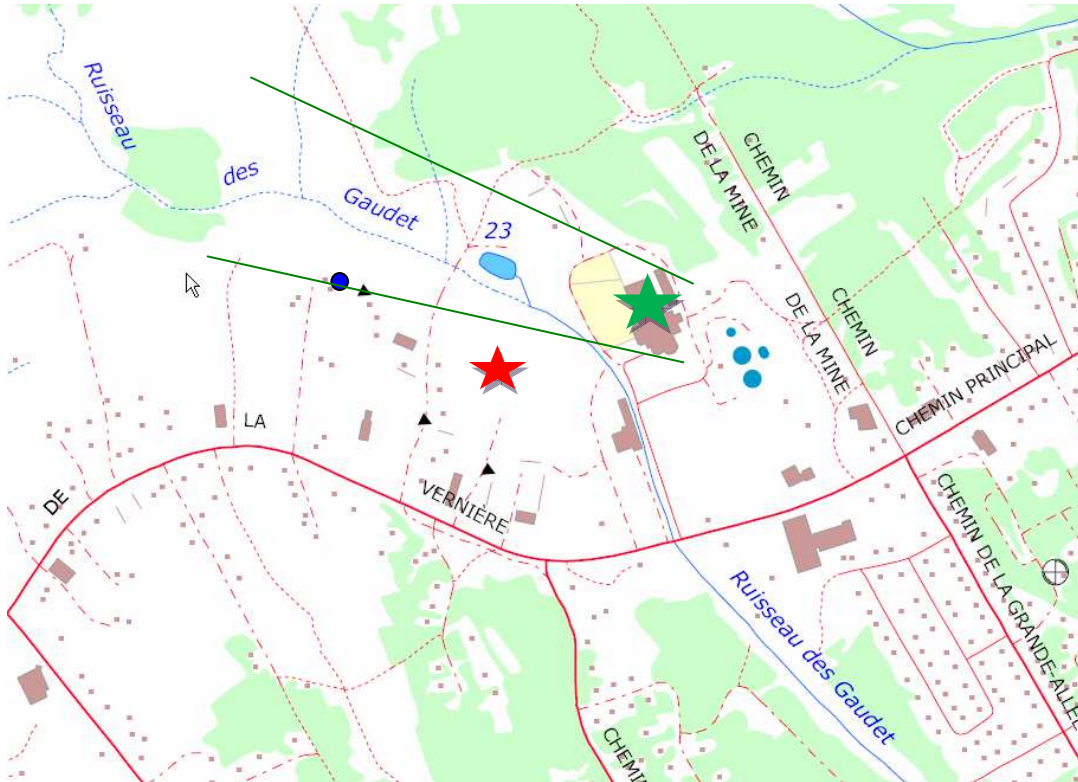 Ruisseau
des
Gaudet
23
CHEMIN
DE LA MINE
CHEMIN
DE LA MINE
CHEMIN PRINCIPAL
DE
LA
VERNIÈRE
CHEMIN DE LA GRANDE-ALLÉE
Ruisseau des Gaudet
CHEMIN